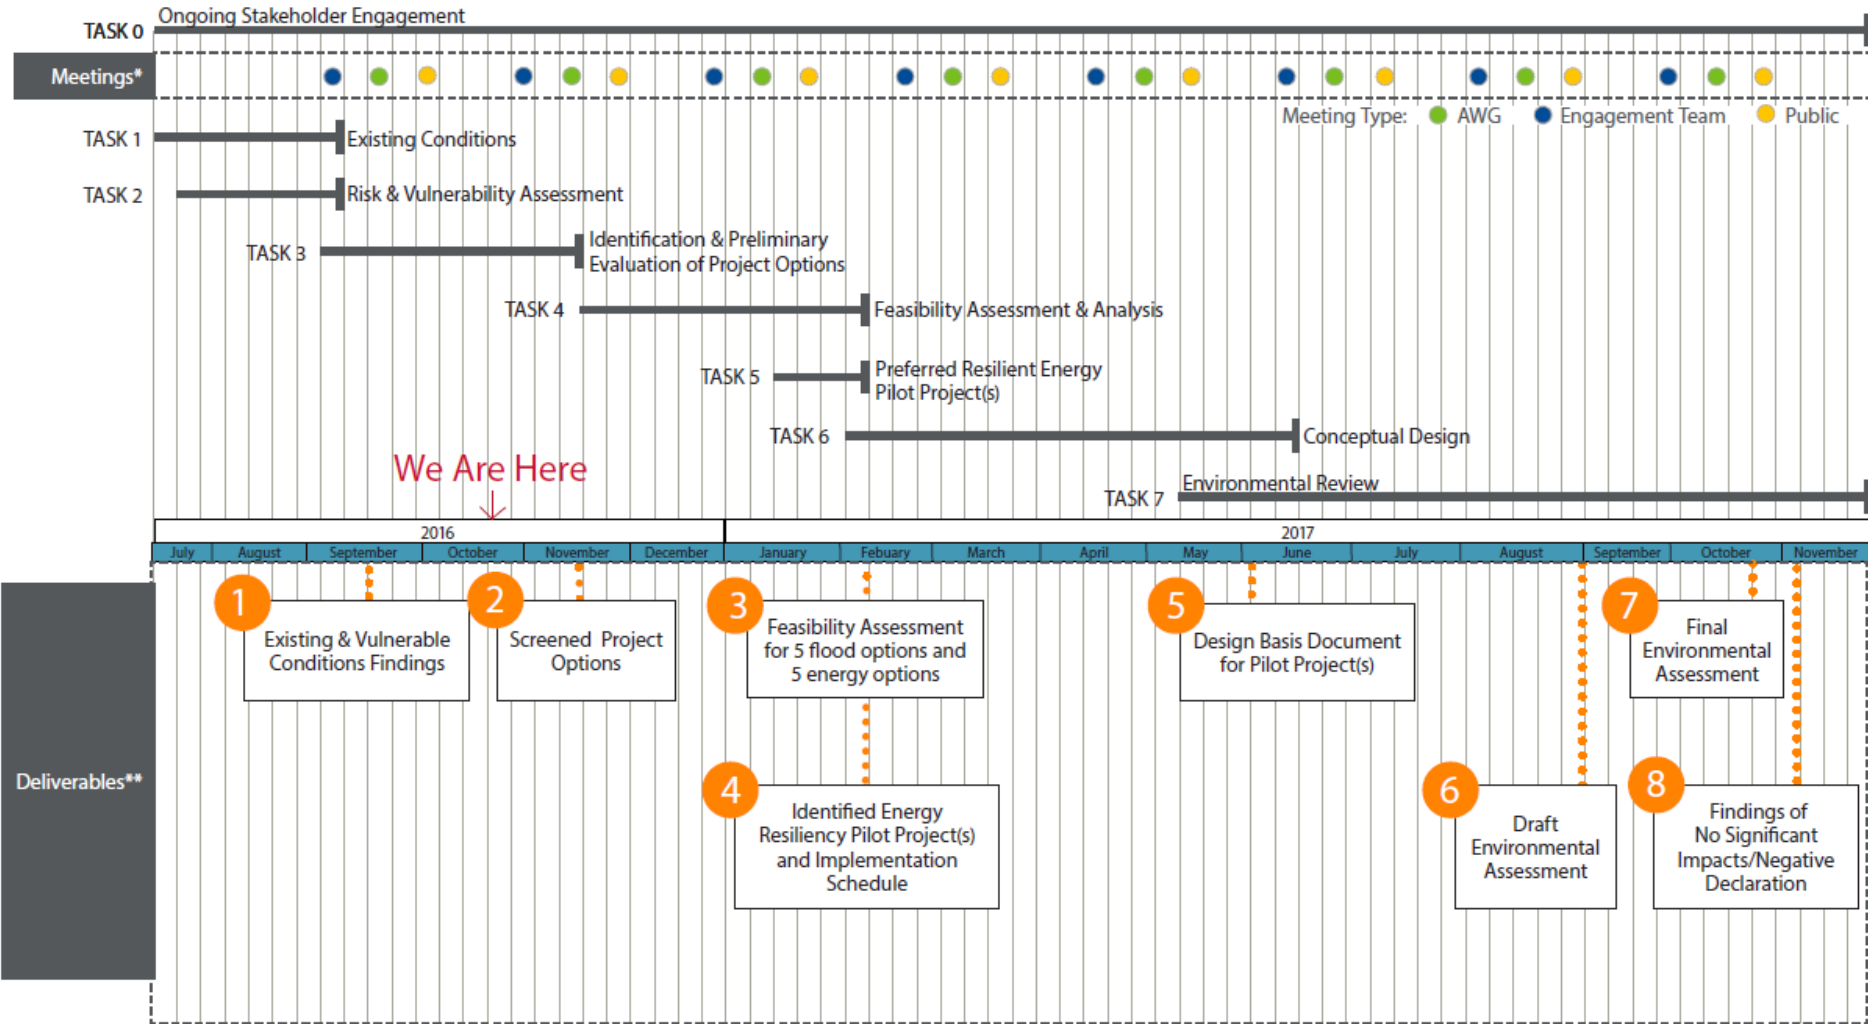 Ongoing Stakeholder Engagement
TASK 0
Meetings*
Meeting Type: AWG Engagement Team Public
TASK 1 Existing Conditions
TASK 2 Risk & Vulnerability Assessment
TASK 3 Identification & Preliminary
Evaluation of Project Options
TASK 4 Feasibility Assessment & Analysis
TASK 5 Preferred Resilient Energy
Pilot Project(s)
TASK 6 Conceptual Design
We Are Here
TASK 7 Environmental Review
2016 2017
July August September October November December January Febuary March April May June July August September October November
Deliverables**
1
Existing & Vulnerable
Conditions Findings
2
Screened Project
Options
3
Feasibility Assessment
for 5 flood options and
5 energy options
4
Identified Energy
Resiliency Pilot Project(s)
and Implementation
Schedule
5
Design Basis Document
for Pilot Project(s)
6
Draft
Environmental
Assessment
7
Final
Environmental
Assessment
8
Findings of
No Significant
Impacts/Negative
Declaration